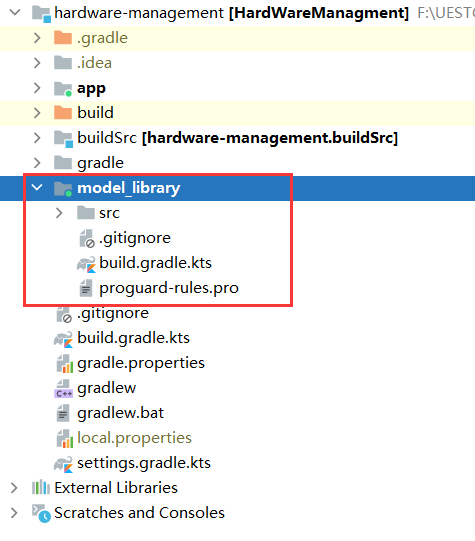 hardware-management [HardWareManagment] F:\UESTC
.gradle
.idea
app
build
buildSrc [hardware-management.buildSrc]
gradle
model_library
src
.gitignore
build.gradle.kts
proguard-rules.pro
.gitignore
build.gradle.kts
gradle.properties
gradlew
gradlew.bat
local.properties
settings.gradle.kts
External Libraries
Scratches and Consoles